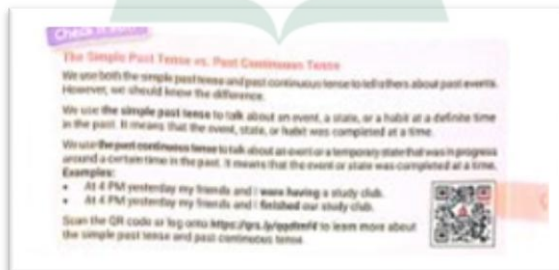 Check it out!
The Simple Past Tense vs. Past Continuous Tense
We use both the simple past tense and past continuous tense to tell others about past events.
However, we should know the difference.
We use the simple past tense to talk about an event, a state, or a habit at a definite time
in the past. It means that the event, state, or habit was completed at a time.
We use the past continuous tense to talk about an event or a temporary state that was in progress
around a certain time in the past. It means that the event or state was completed at a time.
Examples:
• At 4 PM yesterday my friends and I were having a study club.
• At 4 PM yesterday my friends and I finished our study club.
Scan the QR code or log onto to learn more about
the simple past tense and past continuous tense.